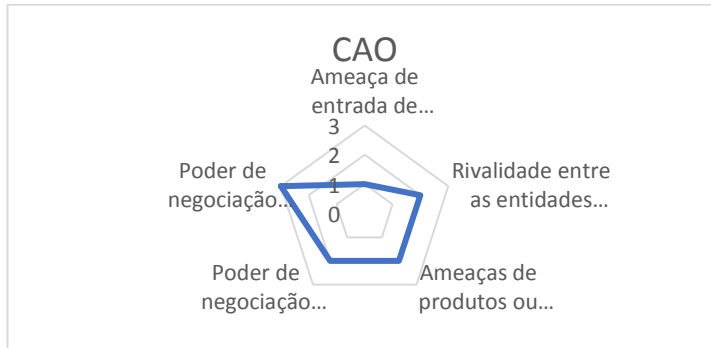 CAO
Ameaça de
entrada de...
3
2
1
0
Rivalidade entre
as entidades...
Ameaças de
produtos ou...
Poder de
negociação...
Poder de
negociação...